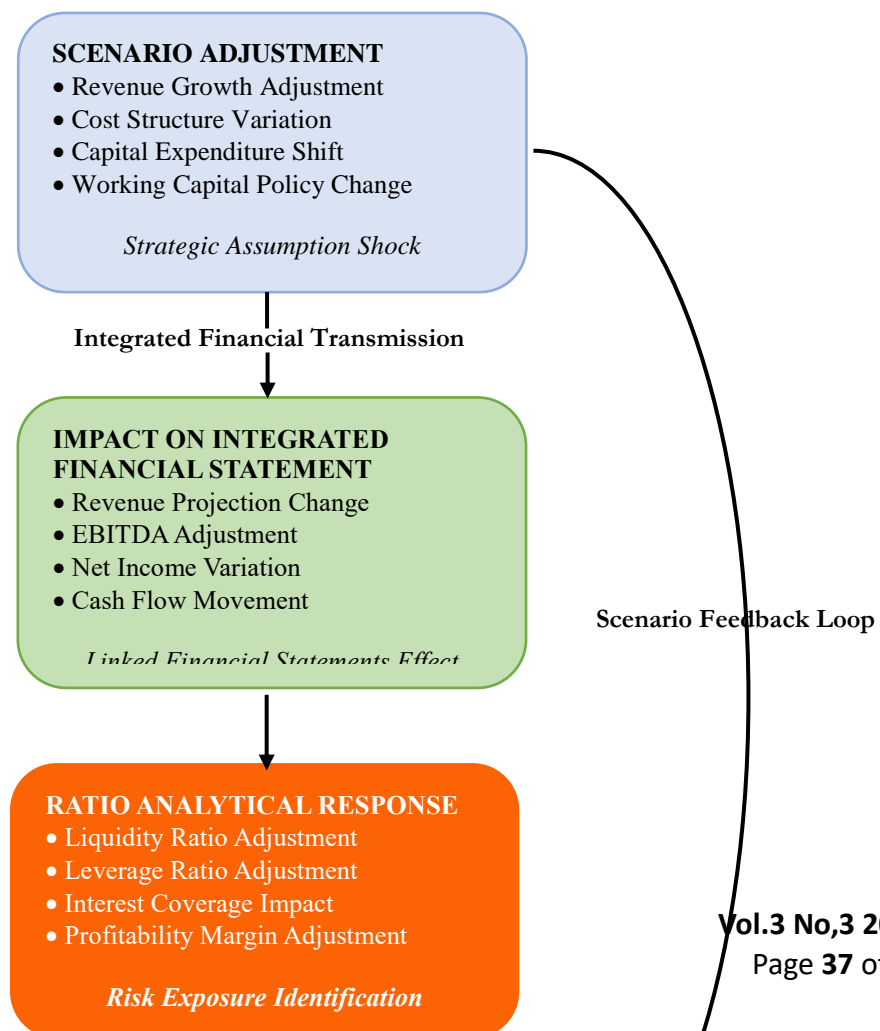 SCENARIO ADJUSTMENT
• Revenue Growth Adjustment
• Cost Structure Variation
• Capital Expenditure Shift
• Working Capital Policy Change
Strategic Assumption Shock
Integrated Financial Transmission
IMPACT ON INTEGRATED
FINANCIAL STATEMENT
• Revenue Projection Change
• EBITDA Adjustment
• Net Income Variation
• Cash Flow Movement
Linked Financial Statements Effect
Scenario Feedback Loop
RATIO ANALYTICAL RESPONSE
• Liquidity Ratio Adjustment
• Leverage Ratio Adjustment
• Interest Coverage Impact
• Profitability Margin Adjustment
Risk Exposure Identification
Vol.3 No,3
Page 37 of